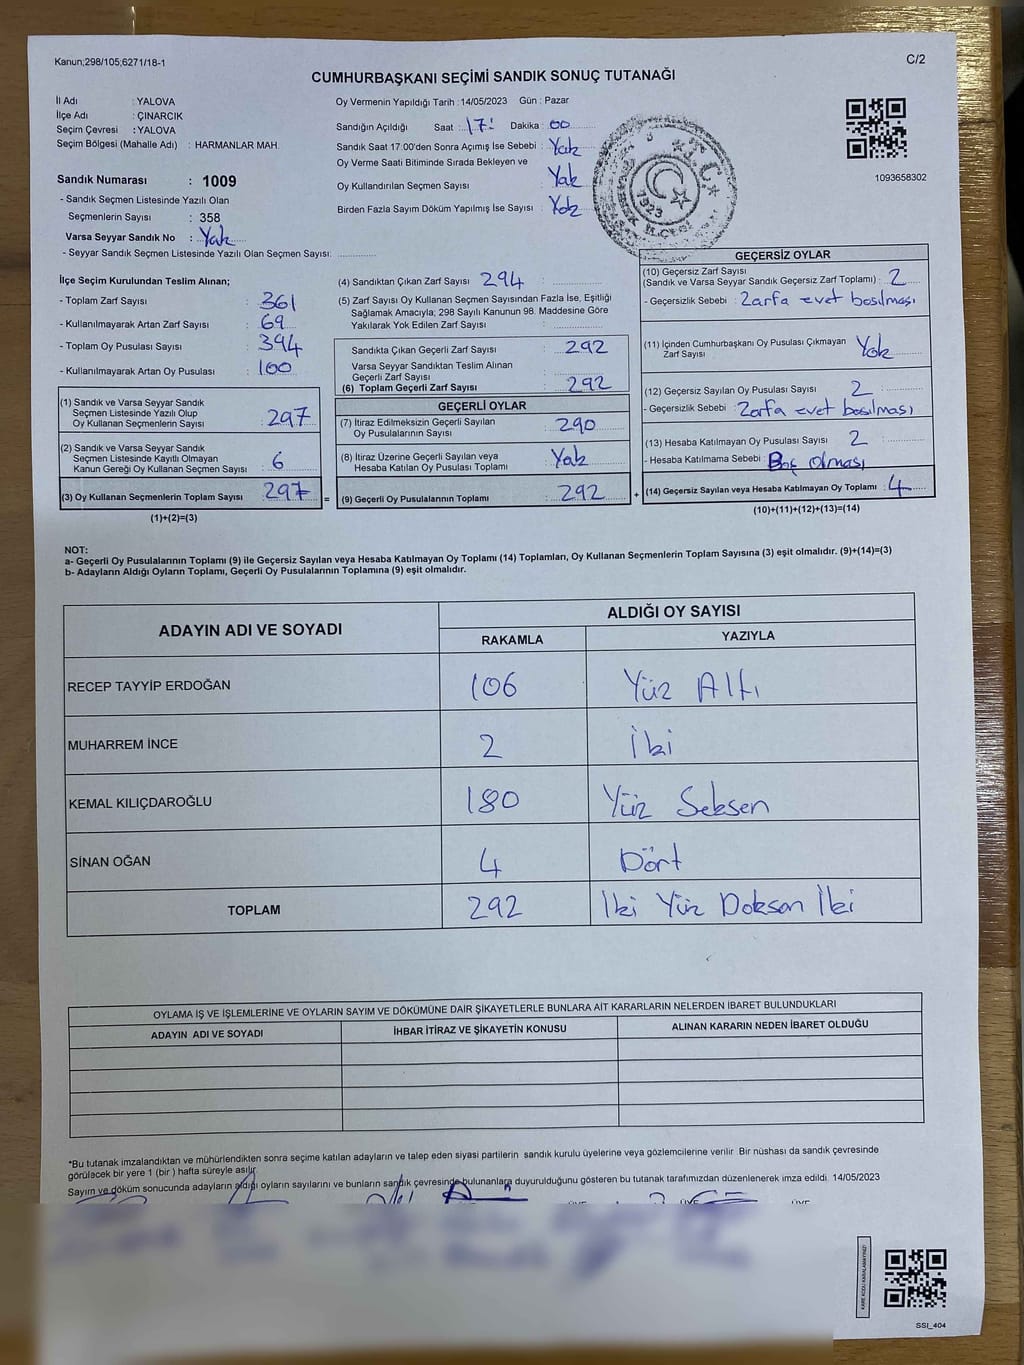 Kanun;298/105;6271/18-1
C/2
CUMHURBAŞKANI SEÇİMİ SANDIK SONUÇ TUTANAĞI
İl Adı : YALOVA
İlçe Adı : ÇINARCIK
Seçim Çevresi : YALOVA
Seçim Bölgesi (Mahalle Adı) : HARMANLAR MAH.
Sandık Numarası : 1009
- Sandık Seçmen Listesinde Yazılı Olan
Seçmenlerin Sayısı : 358
Varsa Seyyar Sandık No : Yok
- Seyyar Sandık Seçmen Listesinde Yazılı Olan Seçmen Sayısı:
Oy Vermenin Yapıldığı Tarih : 14/05/2023 Gün : Pazar
Sandığın Açıldığı Saat : 17: Dakika : 00
Sandık Saat 17:00'den Sonra Açımış İse Sebebi : Yok
Oy Verme Saati Bitiminde Sırada Bekleyen ve
Oy Kullandırılan Seçmen Sayısı : Yok
Birden Fazla Sayım Döküm Yapılmış İse Sayısı : Yok
T.C.
1923
1093658302
İlçe Seçim Kurulundan Teslim Alınan;
- Toplam Zarf Sayısı : 361
- Kullanılmayarak Artan Zarf Sayısı : 69
- Toplam Oy Pusulası Sayısı : 394
- Kullanılmayarak Artan Oy Pusulası : 100
(1) Sandık ve Varsa Seyyar Sandık
Seçmen Listesinde Yazılı Olup
Oy Kullanan Seçmenlerin Sayısı : 297
(2) Sandık ve Varsa Seyyar Sandık
Seçmen Listesinde Kayıtlı Olmayan
Kanun Gereği Oy Kullanan Seçmen Sayısı : 6
(3) Oy Kullanan Seçmenlerin Toplam Sayısı : 297 =
(1)+(2)=(3)
(4) Sandıktan Çıkan Zarf Sayısı 294 :
(5) Zarf Sayısı Oy Kullanan Seçmen Sayısından Fazla İse, Eşitliği
Sağlamak Amacıyla; 298 Sayılı Kanunun 98. Maddesine Göre
Yakılarak Yok Edilen Zarf Sayısı :
Sandıkta Çıkan Geçerli Zarf Sayısı : 292
Varsa Seyyar Sandıktan Teslim Alınan
Geçerli Zarf Sayısı :
(6) Toplam Geçerli Zarf Sayısı : 292
GEÇERLİ OYLAR
(7) İtiraz Edilmeksizin Geçerli Sayılan
Oy Pusulalarının Sayısı : 290
(8) İtiraz Üzerine Geçerli Sayılan veya
Hesaba Katılan Oy Pusulası Toplamı : Yok
(9) Geçerli Oy Pusulalarının Toplamı : 292 +
GEÇERSİZ OYLAR
(10) Geçersiz Zarf Sayısı
(Sandık ve Varsa Seyyar Sandık Geçersiz Zarf Toplamı) : 2
- Geçersizlik Sebebi : Zarfa evet basılması
(11) İçinden Cumhurbaşkanı Oy Pusulası Çıkmayan
Zarf Sayısı : Yok
(12) Geçersiz Sayılan Oy Pusulası Sayısı : 2
- Geçersizlik Sebebi : Zarfa evet basılması
(13) Hesaba Katılmayan Oy Pusulası Sayısı : 2
- Hesaba Katılmama Sebebi : Boş olması
(14) Geçersiz Sayılan veya Hesaba Katılmayan Oy Toplamı : 4
(10)+(11)+(12)+(13)=(14)
NOT:
a- Geçerli Oy Pusulalarının Toplamı (9) ile Geçersiz Sayılan veya Hesaba Katılmayan Oy Toplamı (14) Toplamları, Oy Kullanan Seçmenlerin Toplam Sayısına (3) eşit olmalıdır. (9)+(14)=(3)
b- Adayların Aldığı Oyların Toplamı, Geçerli Oy Pusulalarının Toplamına (9) eşit olmalıdır.
ADAYIN ADI VE SOYADI
ALDIĞI OY SAYISI
RAKAMLA YAZIYLA
RECEP TAYYİP ERDOĞAN 106 Yüz Altı
MUHARREM İNCE 2 İki
KEMAL KILIÇDAROĞLU 180 Yüz Seksen
SİNAN OĞAN 4 Dört
TOPLAM 292 İki Yüz Doksan İki
OYLAMA İŞ VE İŞLEMLERİNE VE OYLARIN SAYIM VE DÖKÜMÜNE DAİR ŞİKAYETLERLE BUNLARA AİT KARARLARIN NELERDEN İBARET BULUNDUKLARI
ADAYIN ADI VE SOYADI İHBAR İTİRAZ VE ŞİKAYETİN KONUSU ALINAN KARARIN NEDEN İBARET OLDUĞU
*Bu tutanak imzalandıktan ve mühürlendikten sonra seçime katılan adayların ve talep eden siyasi partilerin sandık kurulu üyelerine veya gözlemcilerine verilir. Bir nüshası da sandık çevresinde
görülecek bir yere 1 (bir) hafta süreyle asılır.
Sayım ve döküm sonucunda adayların aldığı oyların sayılarını ve bunların sandık çevresinde bulunanlara duyurulduğunu gösteren bu tutanak tarafımızdan düzenlenerek imza edildi. 14/05/2023
KARE KODU KARALAMAYINIZ!
SSI_404